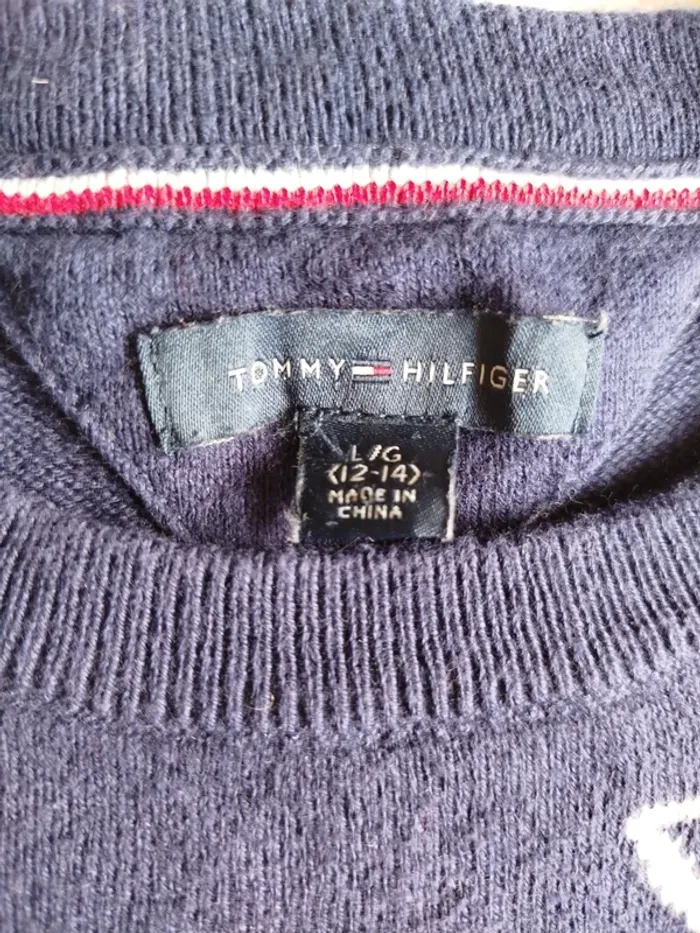 TOMMY HILFIGER
L/G
(12-14)
MADE IN
CHINA